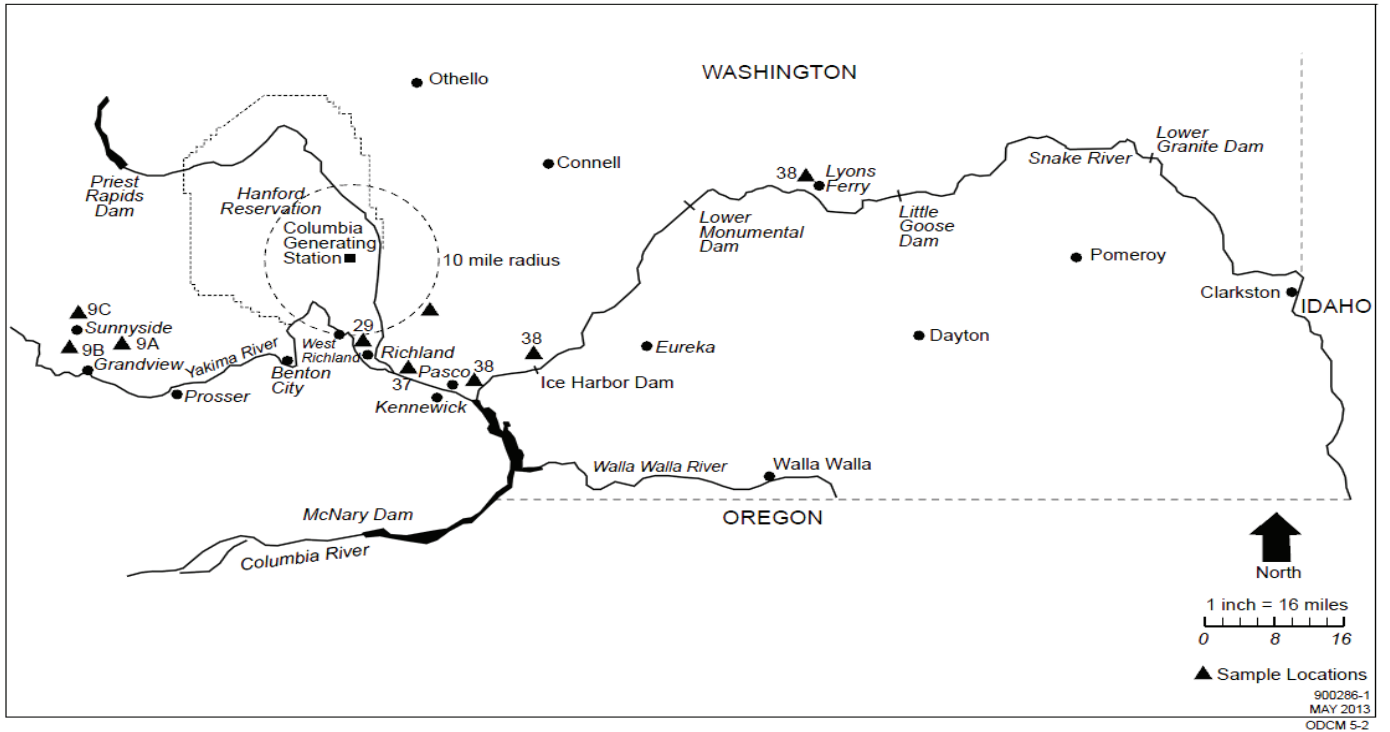 WASHINGTON
Othello
Connell
Priest
Rapids
Dam
Hanford
Reservation
Columbia
Generating
Station
10 mile radius
Lower
Granite Dam
Snake River
38
Lyons
Ferry
Little
Goose
Dam
Lower
Monumental
Dam
Pomeroy
Clarkston
IDAHO
9C
Sunnyside
9B
9A
Grandview
Yakima River
Prosser
Benton
City
West
Richland
29
Richland
37
Pasco
38
Kennewick
38
Ice Harbor Dam
Eureka
Dayton
Walla Walla River
Walla Walla
OREGON
McNary Dam
Columbia River
North
1 inch = 16 miles
0 8 16
Sample Locations
900286-1
MAY 2013
ODCM 5-2